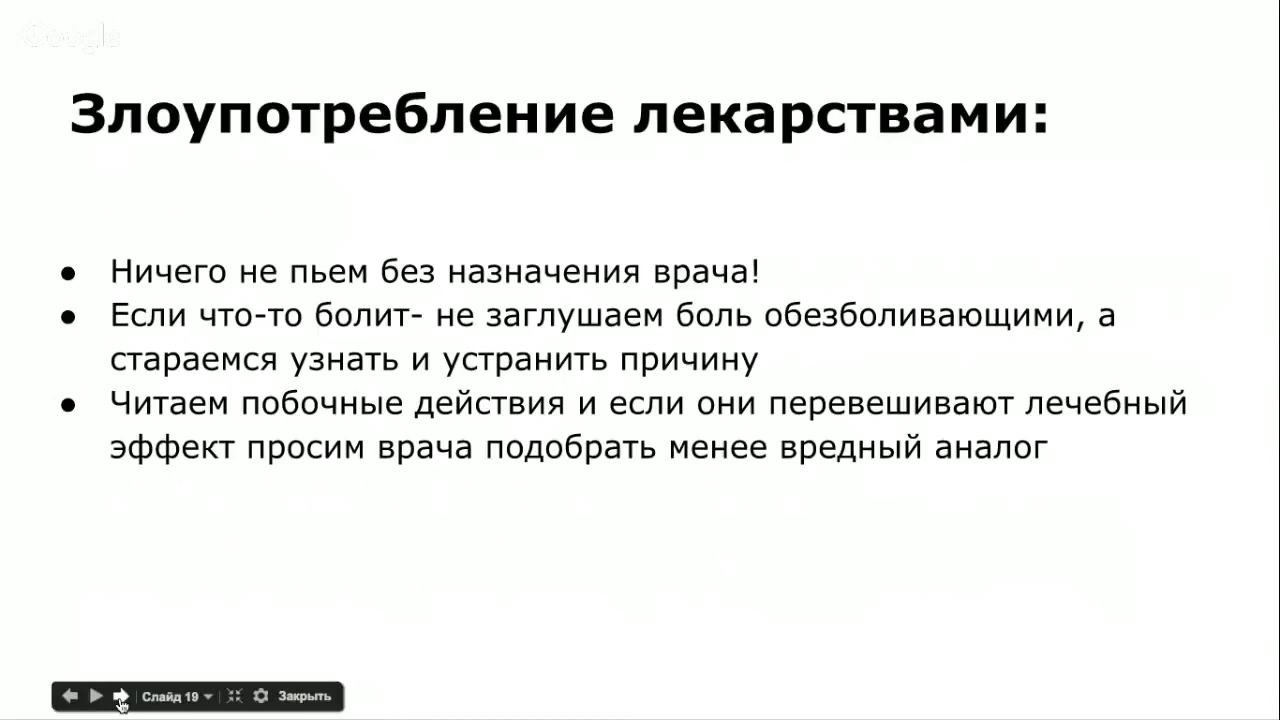 Google
Злоупотребление лекарствами:
● Ничего не пьем без назначения врача!
● Если что-то болит- не заглушаем боль обезболивающими, а
стараемся узнать и устранить причину
● Читаем побочные действия и если они перевешивают лечебный
эффект просим врача подобрать менее вредный аналог
Слайд 19 Закрыть